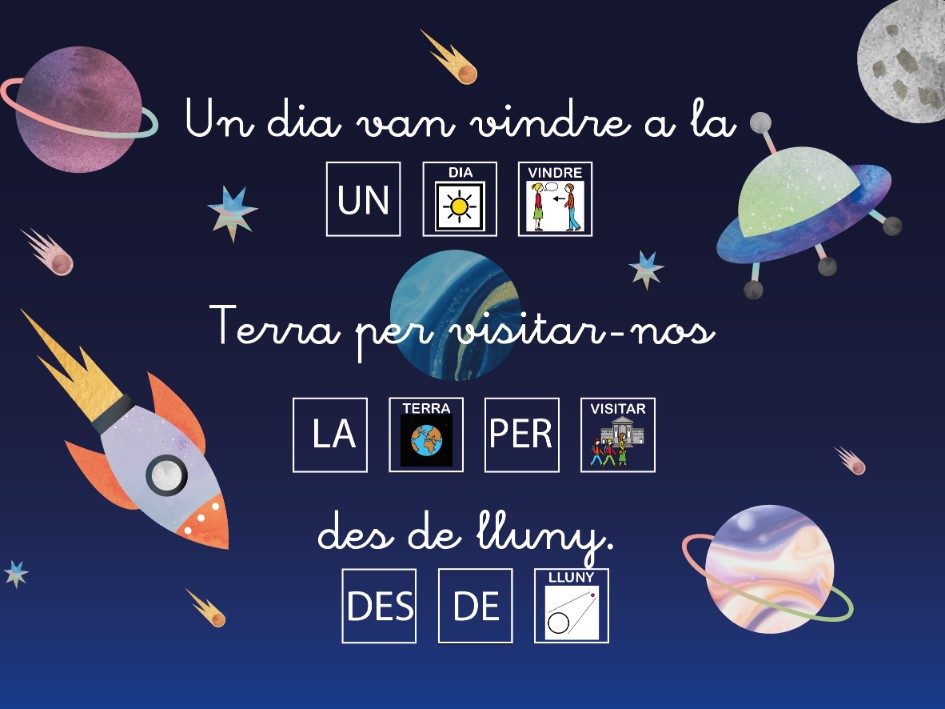 Un dia van vindre a la
UN DIA VINDRE
Terra per visitar-nos
LA TERRA PER VISITAR
des de lluny.
DES DE LLUNY